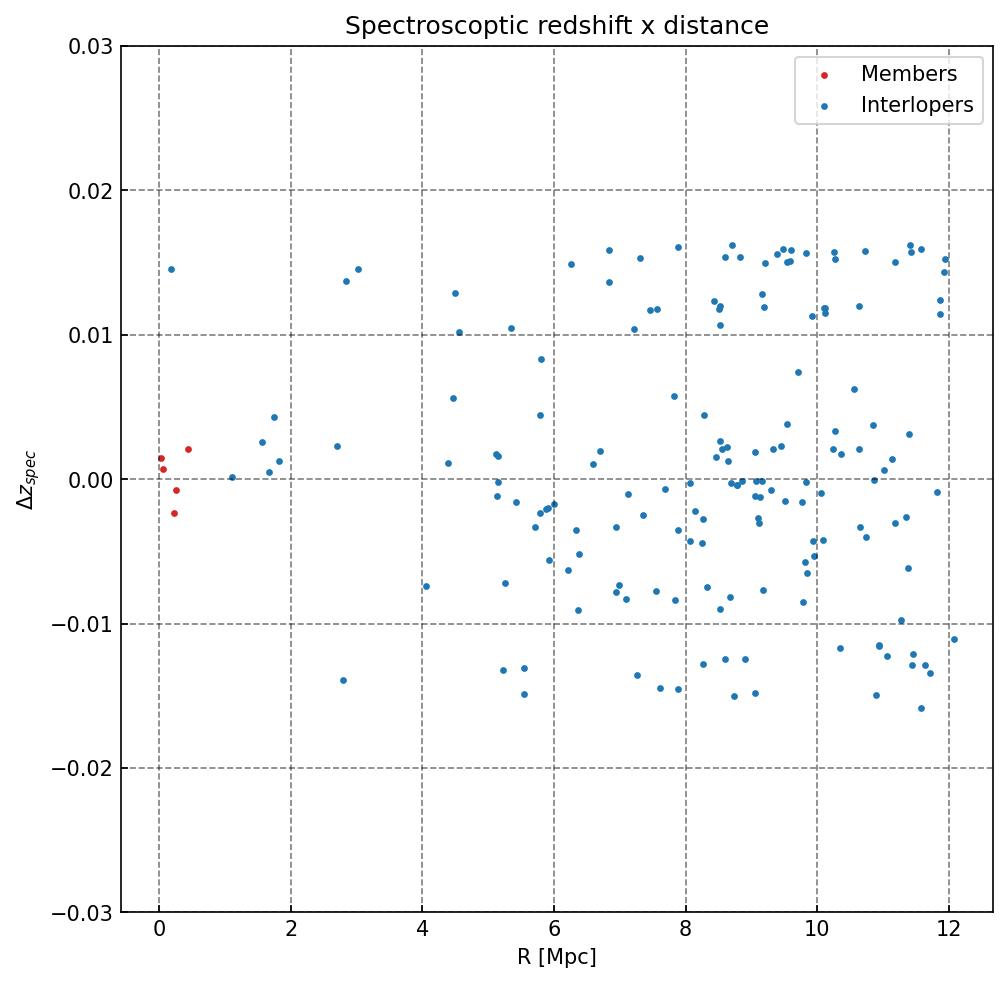 Spectroscoptic redshift x distance
Members
Interlopers
0.03
0.02
0.01
0.00
−0.01
−0.02
−0.03
Δz_spec
0 2 4 6 8 10 12
R [Mpc]